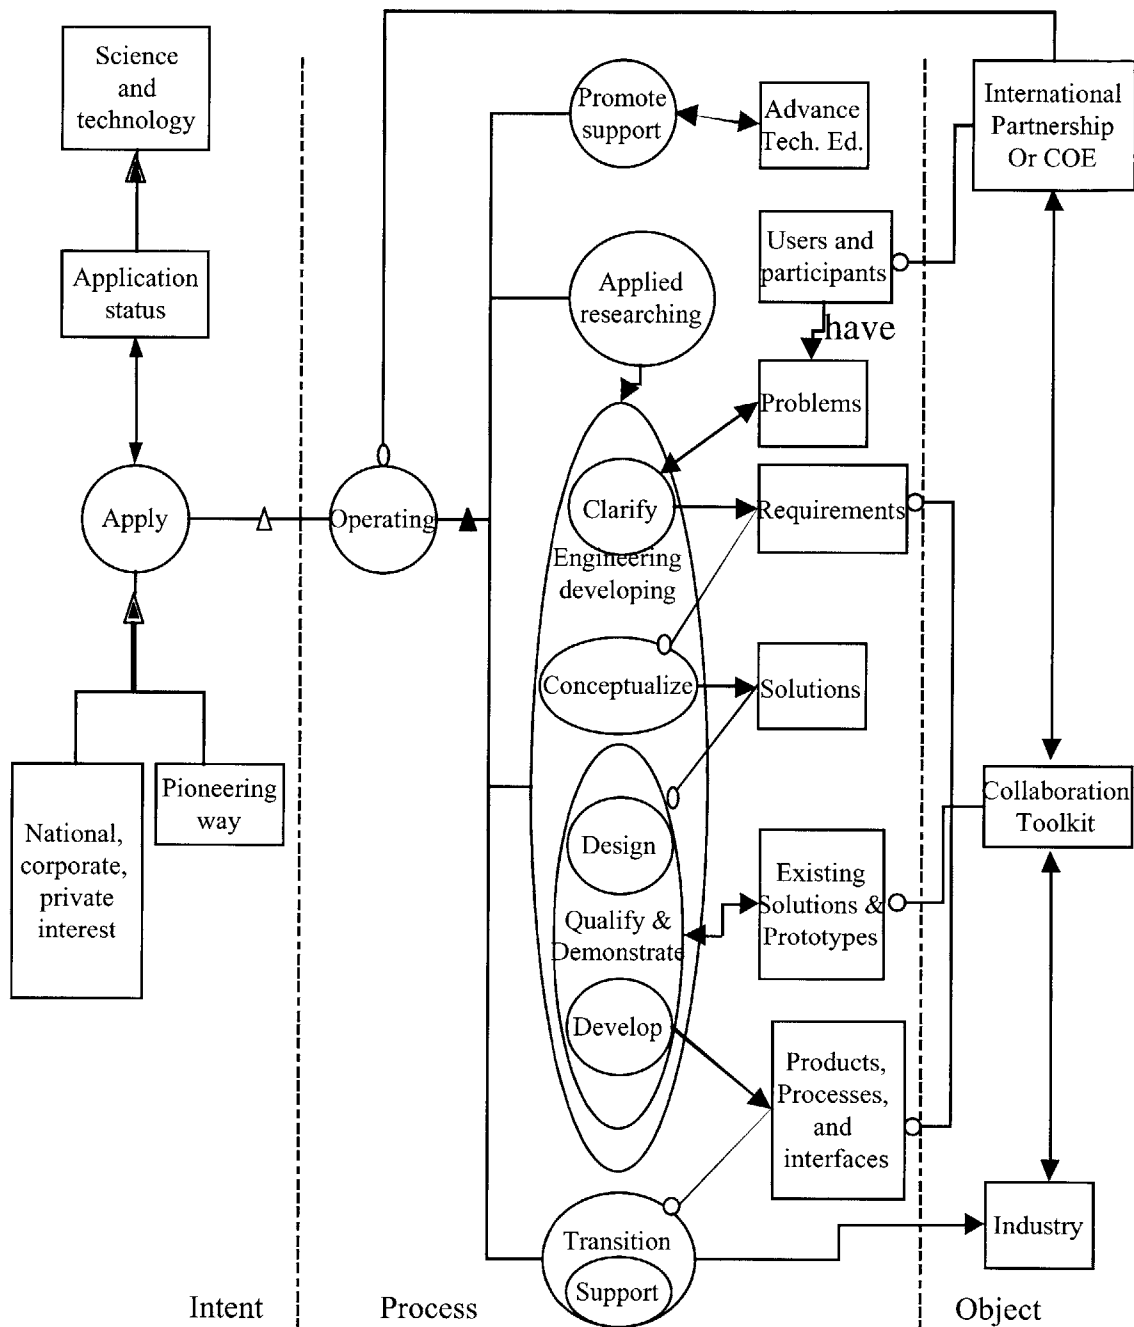 Science
and
technology
Application
status
Apply
National,
corporate,
private
interest
Pioneering
way
Intent
Operating
Promote
support
Advance
Tech. Ed.
Applied
researching
Users and
participants
have
Problems
Clarify
Requirements
Engineering
developing
Conceptualize
Solutions
Design
Qualify &
Demonstrate
Existing
Solutions &
Prototypes
Develop
Products,
Processes,
and
interfaces
Transition
Support
Process
International
Partnership
Or COE
Collaboration
Toolkit
Industry
Object